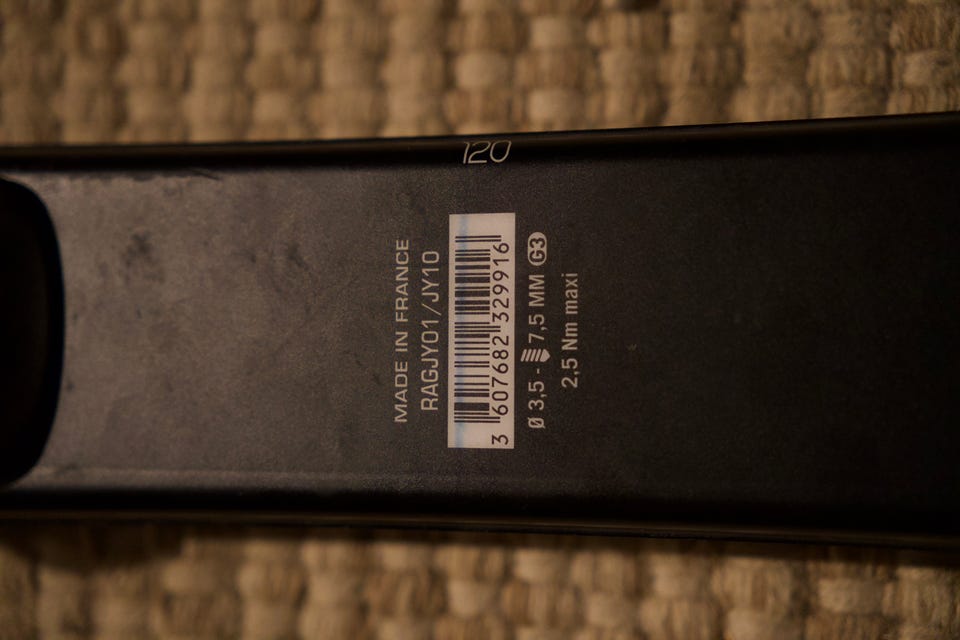 120
MADE IN FRANCE
RAGJY01/JY10
3 607682 329916
Ø 3,5 - 7,5 MM G3
2,5 Nm maxi